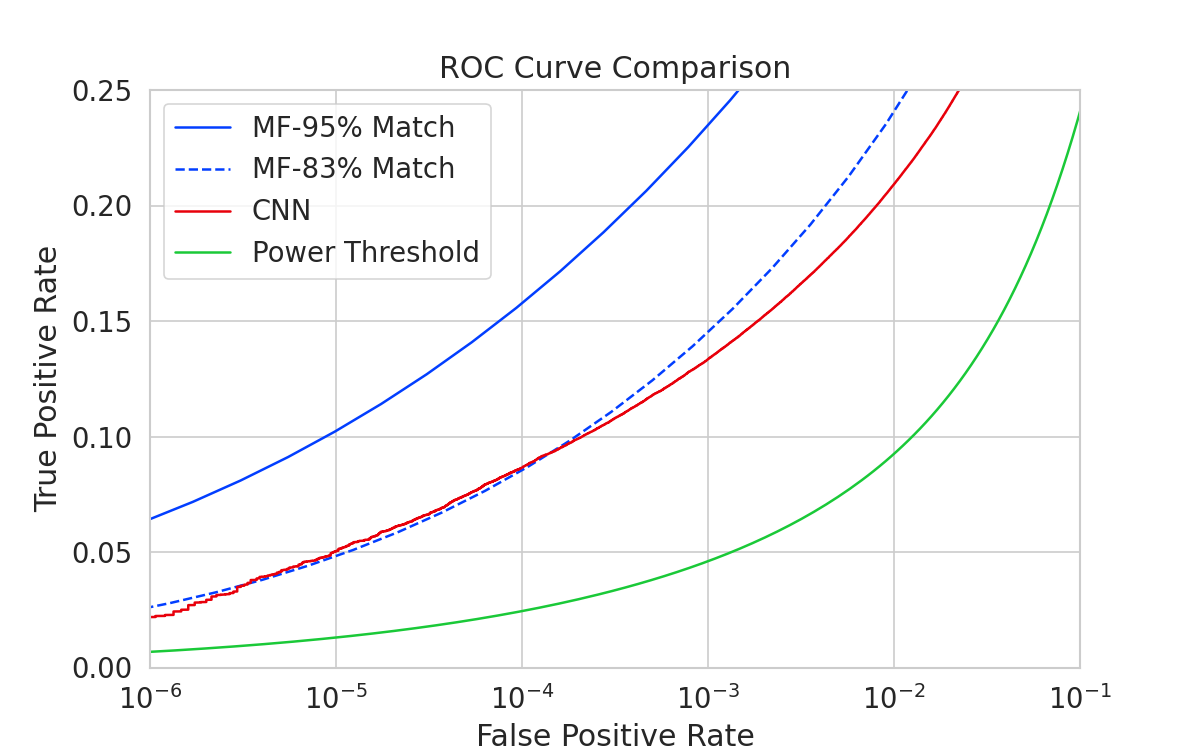 ROC Curve Comparison
0.25
0.20
0.15
0.10
0.05
0.00
True Positive Rate
MF-95% Match
MF-83% Match
CNN
Power Threshold
10⁻⁶ 10⁻⁵ 10⁻⁴ 10⁻³ 10⁻² 10⁻¹
False Positive Rate